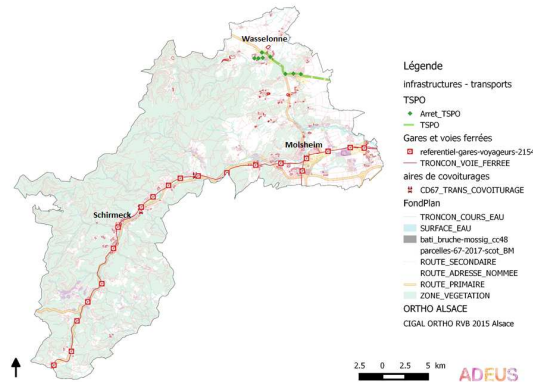 Wasselonne
Molsheim
Schirmeck
Légende
infrastructures - transports
TSPO
Arret_TSPO
TSPO
Gares et voies ferrées
referentiel-gares-voyageurs-2154
TRONCON_VOIE_FERREE
aires de covoiturages
CD67_TRANS_COVOITURAGE
FondPlan
TRONCON_COURS_EAU
SURFACE_EAU
bati_bruche-mossig_cc48
parcelles-67-2017-scot_BM
ROUTE_SECONDAIRE
ROUTE_ADRESSE_NOMMEE
ROUTE_PRIMAIRE
ZONE_VEGETATION
ORTHO ALSACE
CIGAL ORTHO RVB 2015 Alsace
2.5 0 2.5 5 km
ADEUS